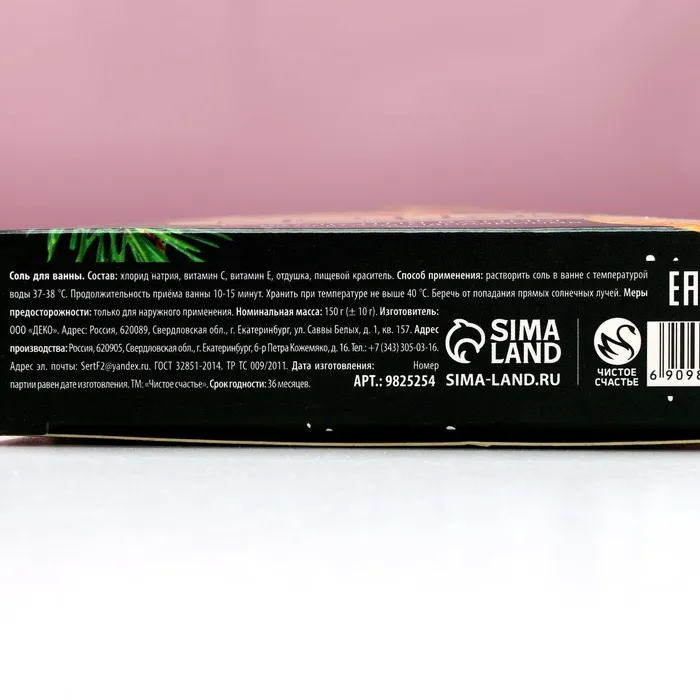 Соль для ванны. Состав: хлорид натрия, витамин С, витамин Е, отдушка, пищевой краситель. Способ применения: растворить соль в ванне с температурой
воды 37-38 °C. Продолжительность приёма ванны 10-15 минут. Хранить при температуре не выше 40 °C. Беречь от попадания прямых солнечных лучей. Меры
предосторожности: только для наружного применения. Номинальная масса: 150 г (± 10 г). Изготовитель:
ООО «ДЕКО». Адрес: Россия, 620089, Свердловская обл., г. Екатеринбург, ул. Саввы Белых, д. 1, кв. 157. Адрес
производства: Россия, 620905, Свердловская обл., г. Екатеринбург, б-р Петра Кожемяко, д. 16. Тел.: +7 (343) 305-03-16.
Адрес эл. почты: SertF2@yandex.ru. ГОСТ 32851-2014. ТР ТС 009/2011. Дата изготовления: Номер
партии равен дате изготовления. ТМ: «Чистое счастье». Срок годности: 36 месяцев.
АРТ.: 9825254
SIMA
LAND
SIMA-LAND.RU
ЧИСТОЕ
СЧАСТЬЕ
EA
6 9098